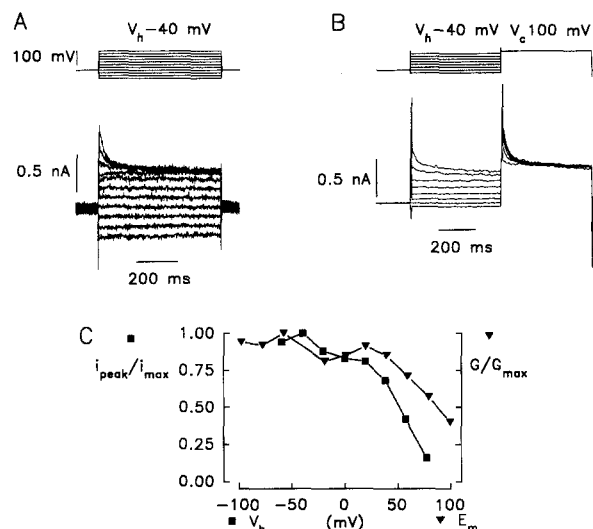 A
V_h-40 mV
100 mV
0.5 nA
200 ms
B
V_h-40 mV V_c 100 mV
0.5 nA
200 ms
C
i_peak/i_max
G/G_max
1.00
0.75
0.50
0.25
0.00
-100 -50 0 50 100
V_h (mV) E_m